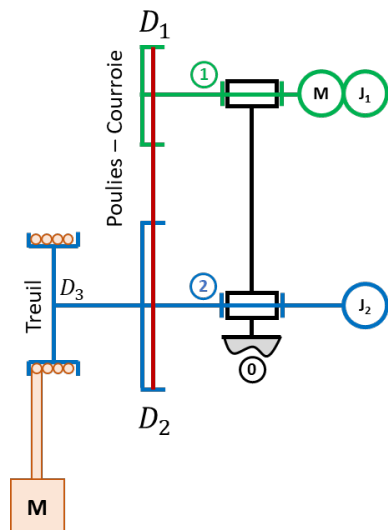 D₁
1
M
J₁
Poulies – Courroie
Treuil
D₃
2
J₂
0
D₂
M